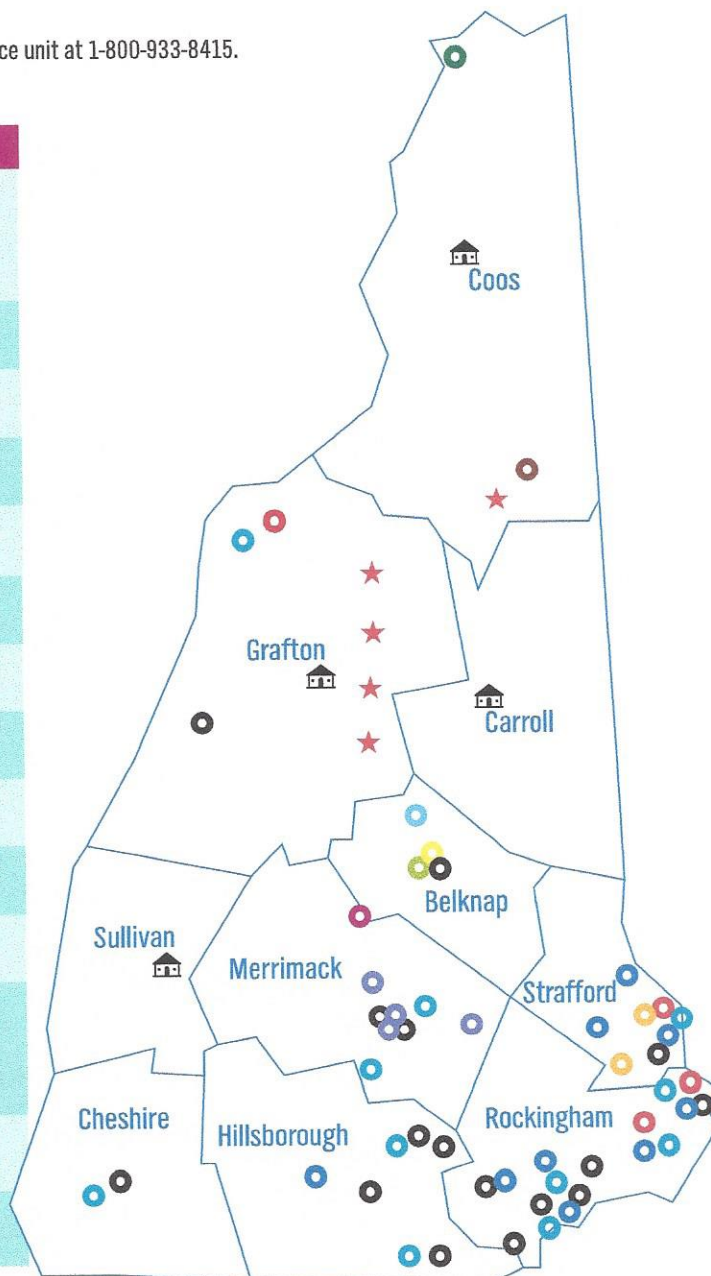 ce unit at 1-800-933-8415.
Coos
Grafton
Carroll
Belknap
Sullivan
Merrimack
Strafford
Cheshire
Hillsborough
Rockingham